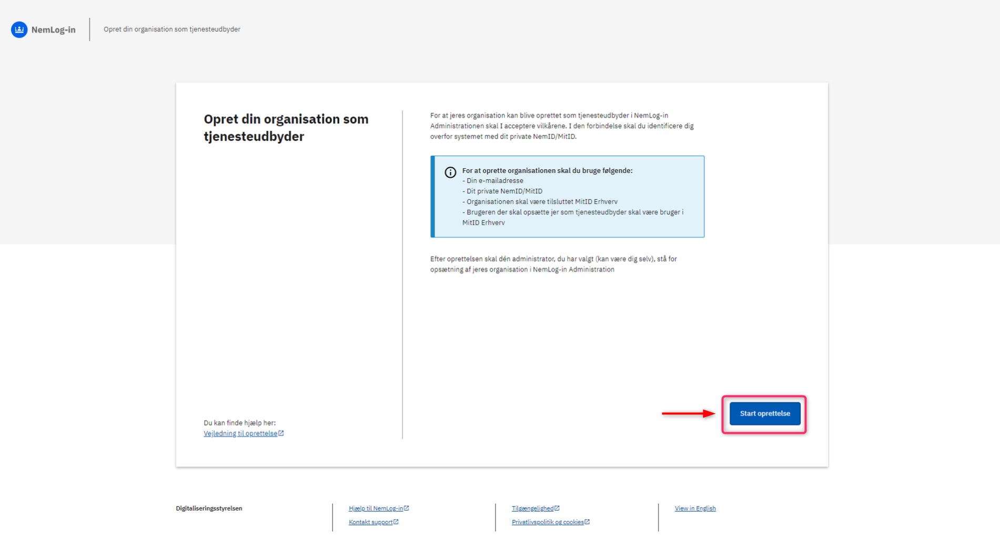 NemLog-in
Opret din organisation som tjenesteudbyder
Opret din organisation som
tjenesteudbyder
For at jeres organisation kan blive oprettet som tjenesteudbyder i NemLog-in
Administrationen skal I acceptere vilkårene. I den forbindelse skal du identificere dig
overfor systemet med dit private NemID/MitID.
For at oprette organisationen skal du bruge følgende:
- Din e-mailadresse
- Dit private NemID/MitID
- Organisationen skal være tilsluttet MitID Erhverv
- Brugeren der skal opsætte jer som tjenesteudbyder skal være bruger i
MitID Erhverv
Efter oprettelsen skal dén administrator, du har valgt (kan være dig selv), stå for
opsætning af jeres organisation i NemLog-in Administration
Start oprettelse
Du kan finde hjælp her:
Vejledning til oprettelse
Digitaliseringsstyrelsen
Hjælp til NemLog-in
Kontakt support
Tilgængelighed
Privatlivspolitik og cookies
View in English